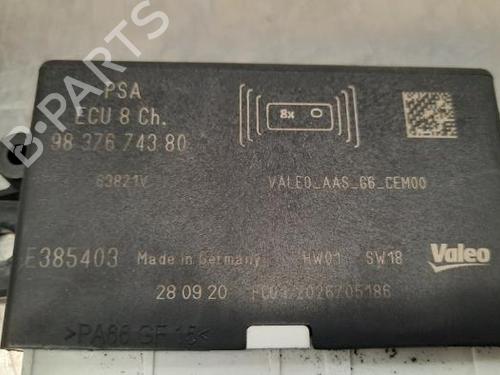 PSA
ECU 8 Ch.
98 376 743 80
63821V
8x
VALEO_AAS_G6_CEM00
E385403 Made in Germany HW01 SW18 Valeo
28 09 20
>PA66 GF 15<
B-PARTS